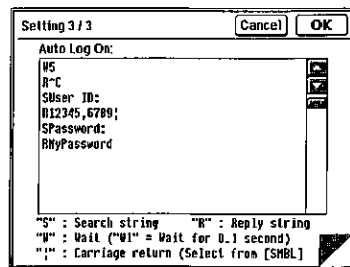 Setting 3 / 3 Cancel OK
Auto Log On:
W5
R^C
SUser ID:
R12345,6789¦
SPassword:
RMyPassword
"S" : Search string "R" : Reply string
"W" : Wait ("W1" = Wait for 0.1 second)
"¦" : Carriage return (Select from [SMBL]